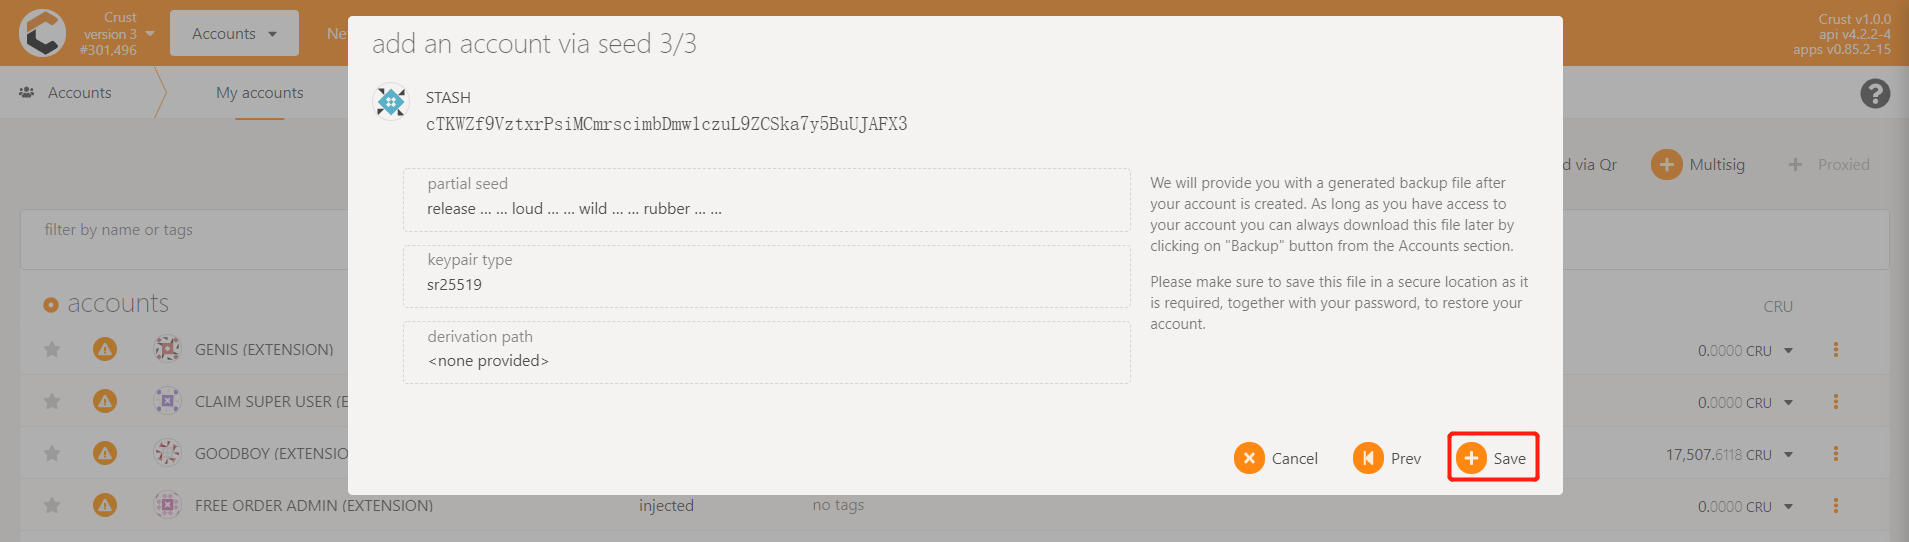 Crust
version 3
#301,496
Accounts
Ne
Crust v1.0.0
api v4.2.2-4
apps v0.85.2-15
add an account via seed 3/3
Accounts
My accounts
?
STASH
cTKWZf9VztxrPsiMCmrscimbDmw1czuL9ZCSka7y5BuUJAFX3
d via Qr
Multisig
Proxied
partial seed
release ... ... loud ... ... wild ... ... rubber ... ...
keypair type
sr25519
derivation path
<none provided>
We will provide you with a generated backup file after
your account is created. As long as you have access to
your account you can always download this file later by
clicking on "Backup" button from the Accounts section.
Please make sure to save this file in a secure location as it
is required, together with your password, to restore your
account.
filter by name or tags
accounts
CRU
GENIS (EXTENSION)
0.0000 CRU
CLAIM SUPER USER (E
0.0000 CRU
GOODBOY (EXTENSIO
17,507.6118 CRU
Cancel
Prev
Save
FREE ORDER ADMIN (EXTENSION)
injected
no tags
0.0000 CRU